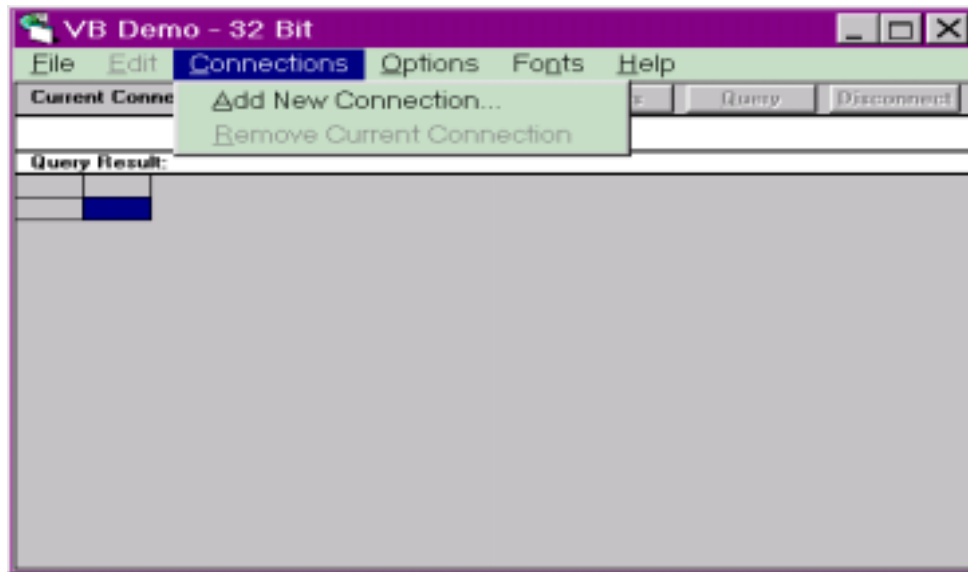 VB Demo - 32 Bit
File Edit Connections Options Fonts Help
Current Conne Query Disconnect
Add New Connection...
Remove Current Connection
Query Result: